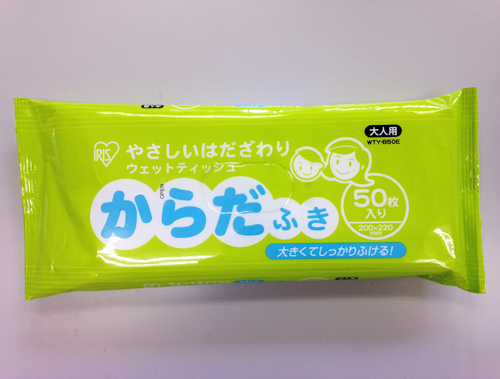 大人用
WTY-B50E
IRIS
やさしいはだざわり
ウェットティッシュー
OPEN
からだふき
50枚
入り
200×220
mm
大きくてしっかりふける!